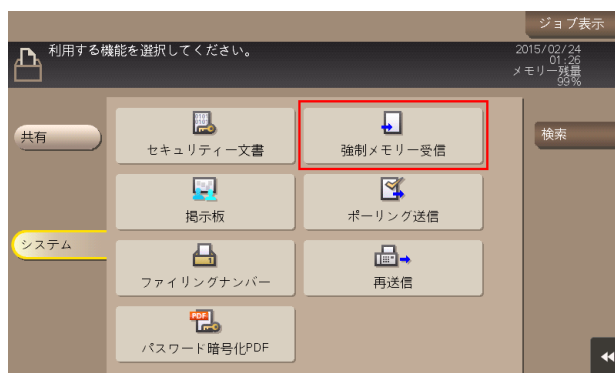 ジョブ表示
利用する機能を選択してください。
2015/02/24
01:26
メモリー残量
99%
共有
セキュリティー文書
強制メモリー受信
検索
掲示板
ポーリング送信
システム
ファイリングナンバー
再送信
PDF
パスワード暗号化PDF